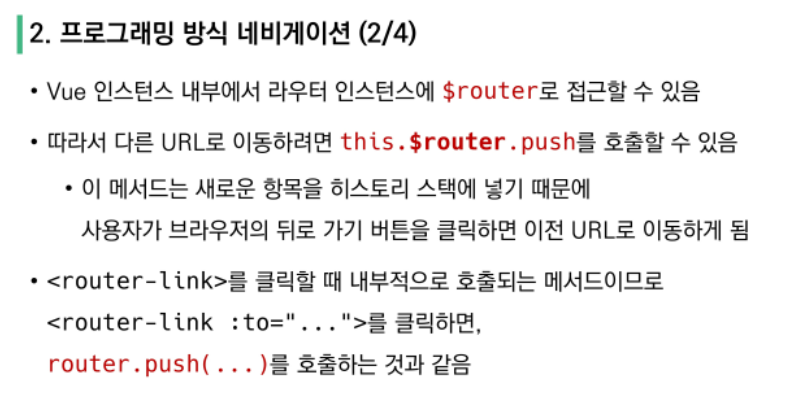 2. 프로그래밍 방식 네비게이션 (2/4)
• Vue 인스턴스 내부에서 라우터 인스턴스에 $router로 접근할 수 있음
• 따라서 다른 URL로 이동하려면 this.$router.push를 호출할 수 있음
• 이 메서드는 새로운 항목을 히스토리 스택에 넣기 때문에
사용자가 브라우저의 뒤로 가기 버튼을 클릭하면 이전 URL로 이동하게 됨
• <router-link>를 클릭할 때 내부적으로 호출되는 메서드이므로
<router-link :to="...">를 클릭하면,
router.push(...)를 호출하는 것과 같음